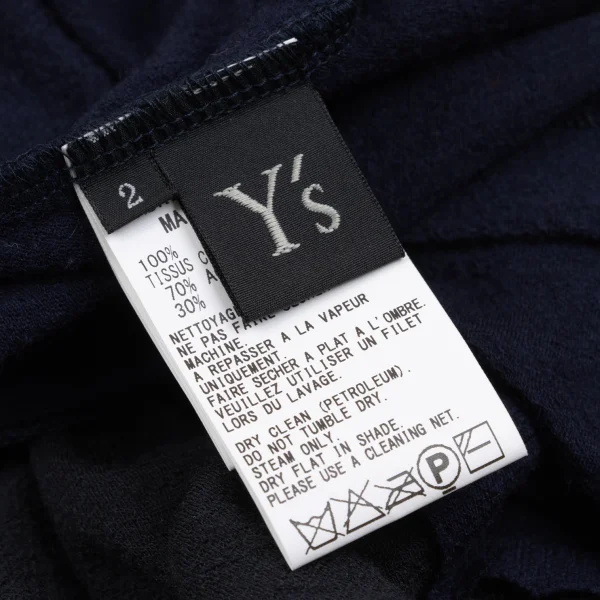 2
Y's
MA
100%
TISSUS C
70% A
30%
NETTOYAG
NE PAS FAIRE
MACHINE.
A REPASSER A LA VAPEUR
UNIQUEMENT.
FAIRE SECHER A PLAT A L'OMBRE.
VEUILLEZ UTILISER UN FILET
LORS DU LAVAGE.
DRY CLEAN (PETROLEUM).
DO NOT TUMBLE DRY.
STEAM ONLY.
DRY FLAT IN SHADE.
PLEASE USE A CLEANING NET.
P